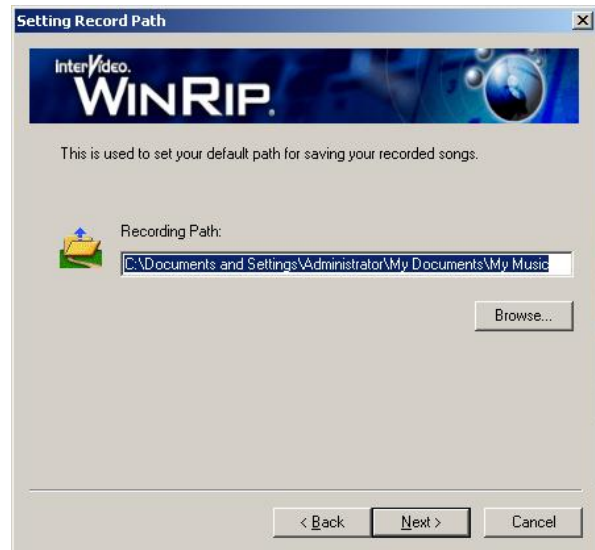 Setting Record Path
InterVideo.
WINRIP.
This is used to set your default path for saving your recorded songs.
Recording Path:
C:\Documents and Settings\Administrator\My Documents\My Music
Browse...
< Back Next > Cancel